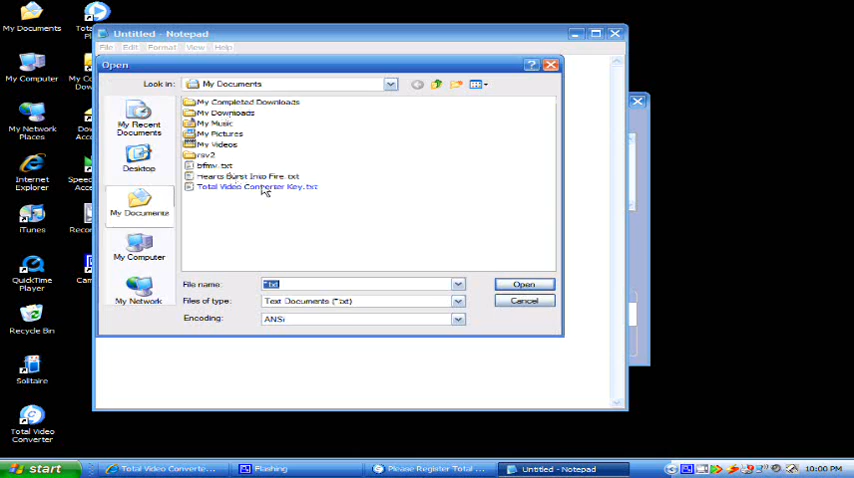 My Documents
My Computer
My Network
Places
Internet
Explorer
iTunes
QuickTime
Player
Recycle Bin
Solitaire
Total Video
Converter
Untitled - Notepad
File Edit Format View Help
Open
Look in:
My Documents
My Recent
Documents
Desktop
My Documents
My Computer
My Network
My Completed Downloads
My Downloads
My Music
My Pictures
My Videos
rsv2
bfmv.txt
Hearts Burst Into Fire.txt
Total Video Converter Key.txt
File name:
*.txt
Open
Files of type:
Text Documents (*.txt)
Cancel
Encoding:
ANSI
start
Total Video Converte...
Flashing
Please Register Total ...
Untitled - Notepad
10:00 PM